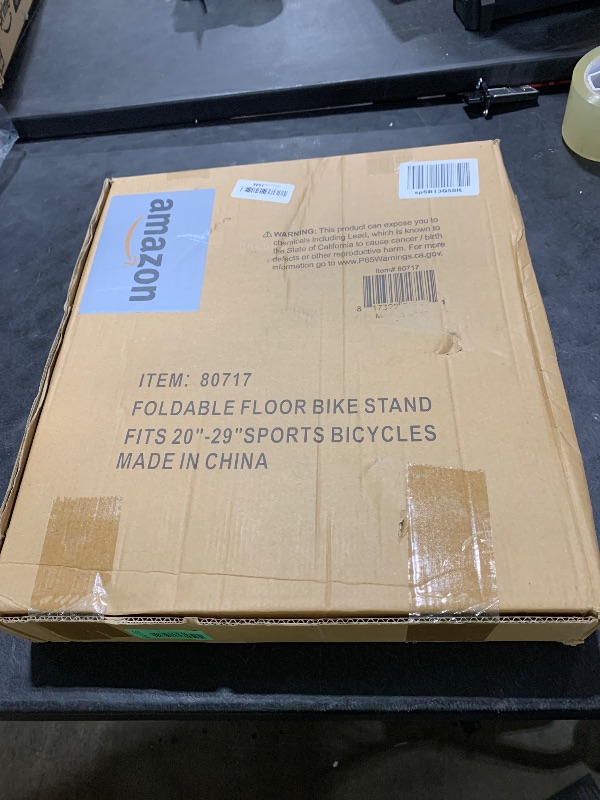 amazon
sp5B13Q50IL
⚠ WARNING: This product can expose you to
chemicals including Lead, which is known to
the State of California to cause cancer / birth
defects or other reproductive harm. For more
information go to www.P65Warnings.ca.gov.
Item# 80717
ITEM: 80717
FOLDABLE FLOOR BIKE STAND
FITS 20"-29"SPORTS BICYCLES
MADE IN CHINA